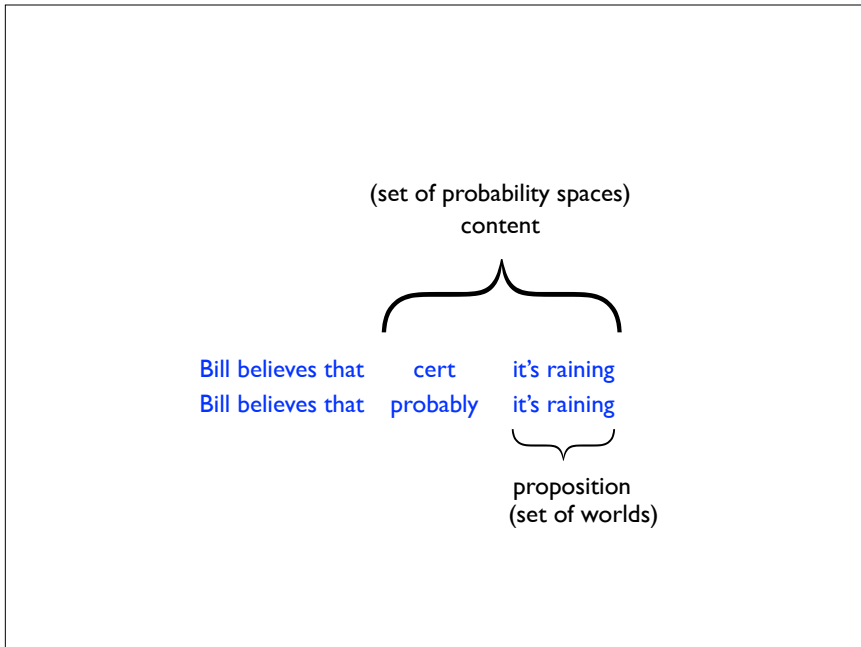 (set of probability spaces)
content
Bill believes that cert it's raining
Bill believes that probably it's raining
proposition
(set of worlds)